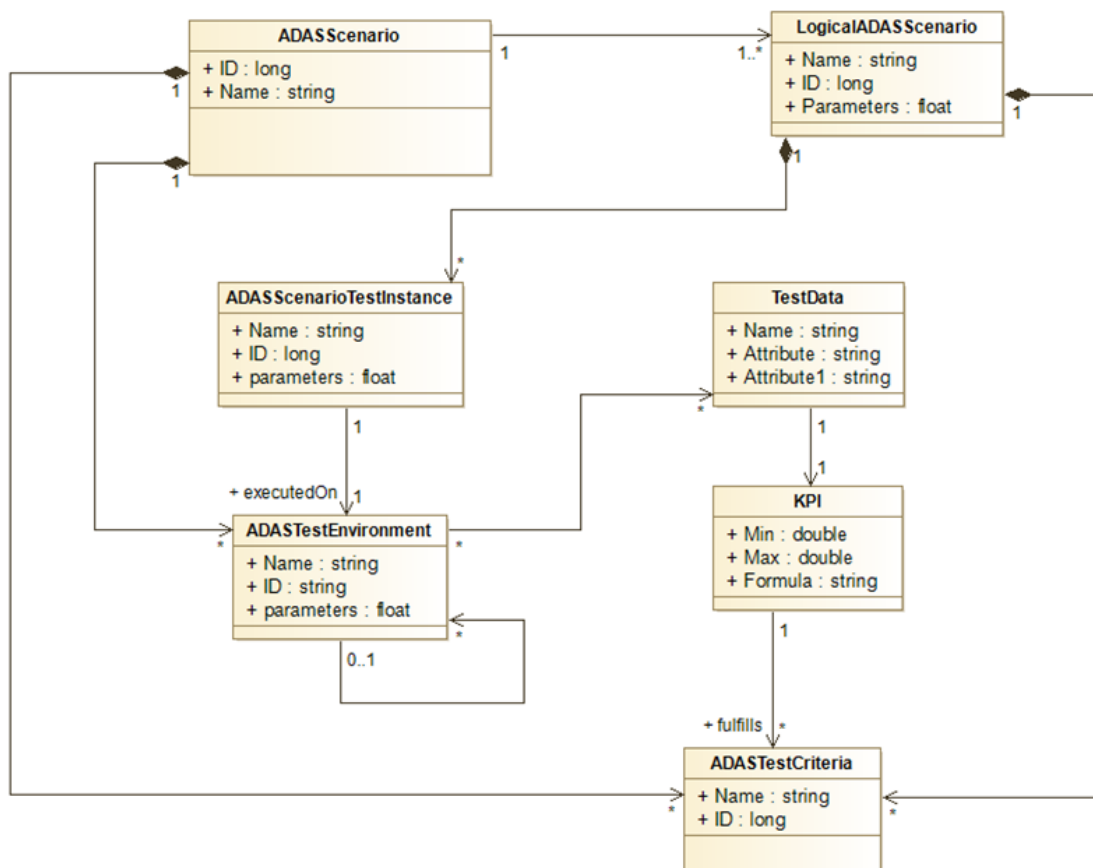 ADASScenario
+ ID : long
+ Name : string
1
1
1
1..*
LogicalADASScenario
+ Name : string
+ ID : long
+ Parameters : float
1
1
*
ADASScenarioTestInstance
+ Name : string
+ ID : long
+ parameters : float
1
+ executedOn
1
TestData
+ Name : string
+ Attribute : string
+ Attribute1 : string
*
1
1
KPI
+ Min : double
+ Max : double
+ Formula : string
1
*
ADASTestEnvironment
+ Name : string
+ ID : string
+ parameters : float
*
*
0..1
+ fulfills
*
ADASTestCriteria
+ Name : string
+ ID : long
*
*